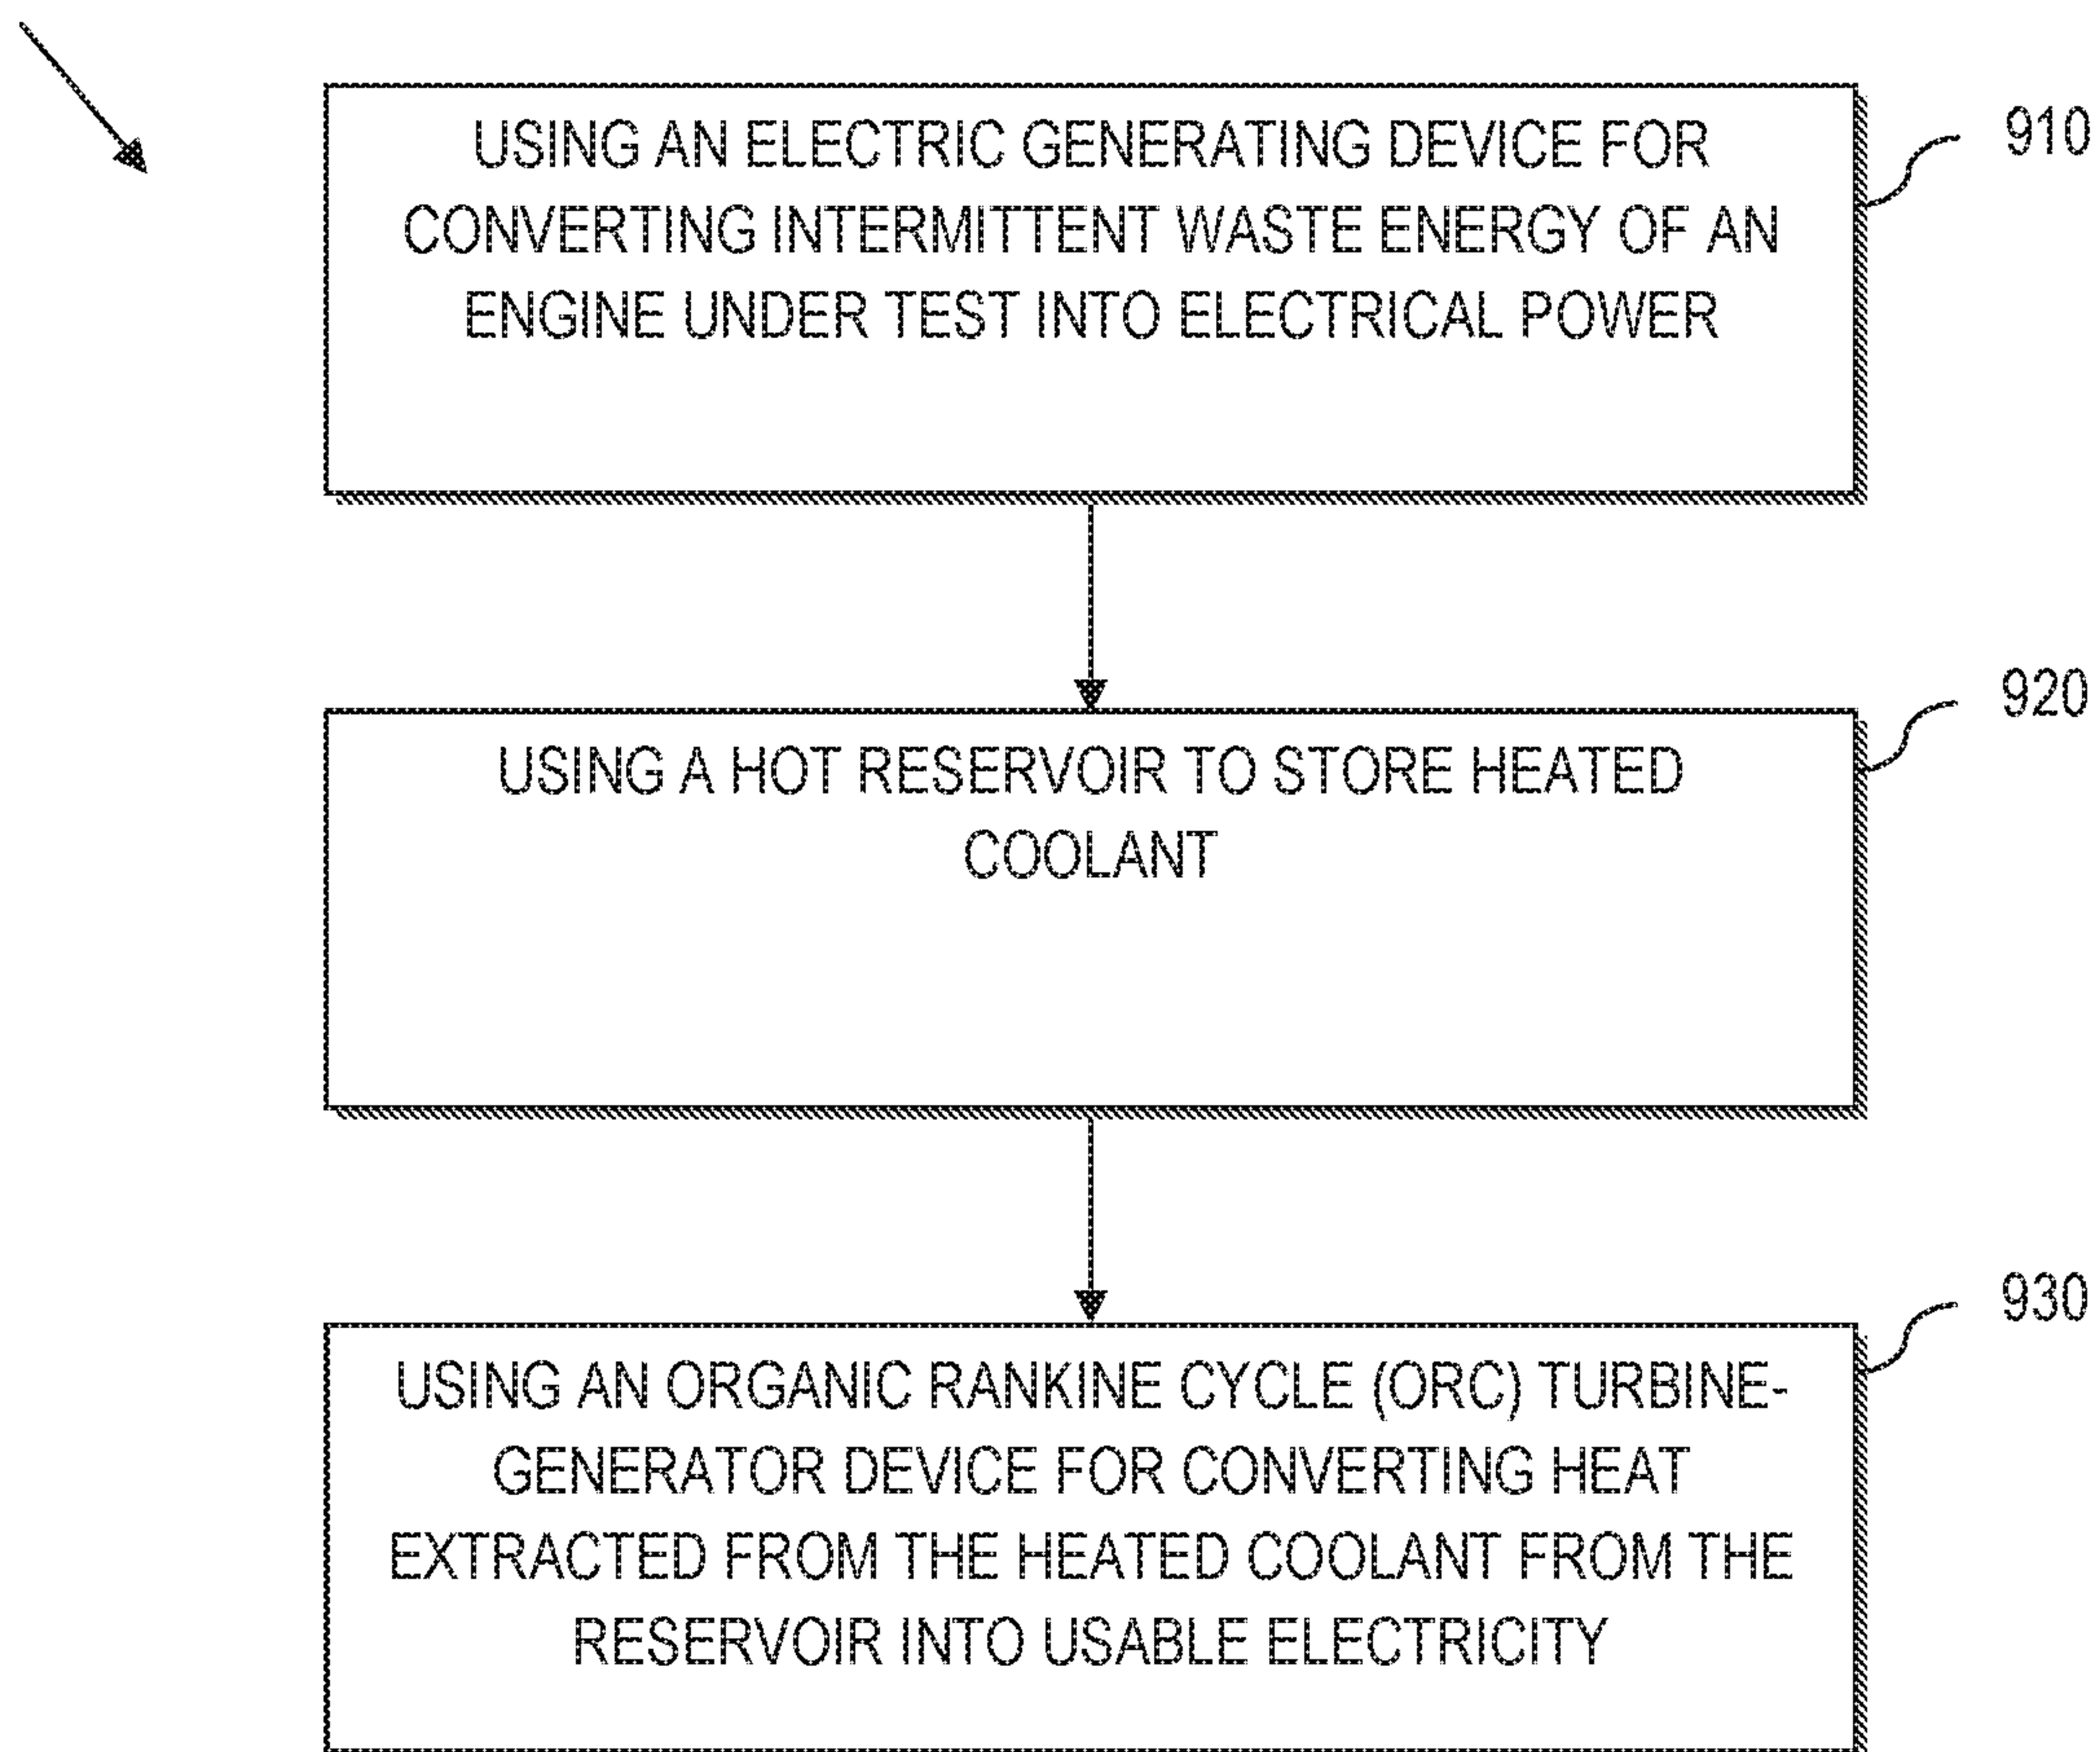 USING AN ELECTRIC GENERATING DEVICE FOR
CONVERTING INTERMITTENT WASTE ENERGY OF AN
ENGINE UNDER TEST INTO ELECTRICAL POWER
910
USING A HOT RESERVOIR TO STORE HEATED
COOLANT
920
USING AN ORGANIC RANKINE CYCLE (ORC) TURBINE-
GENERATOR DEVICE FOR CONVERTING HEAT
EXTRACTED FROM THE HEATED COOLANT FROM THE
RESERVOIR INTO USABLE ELECTRICITY
930